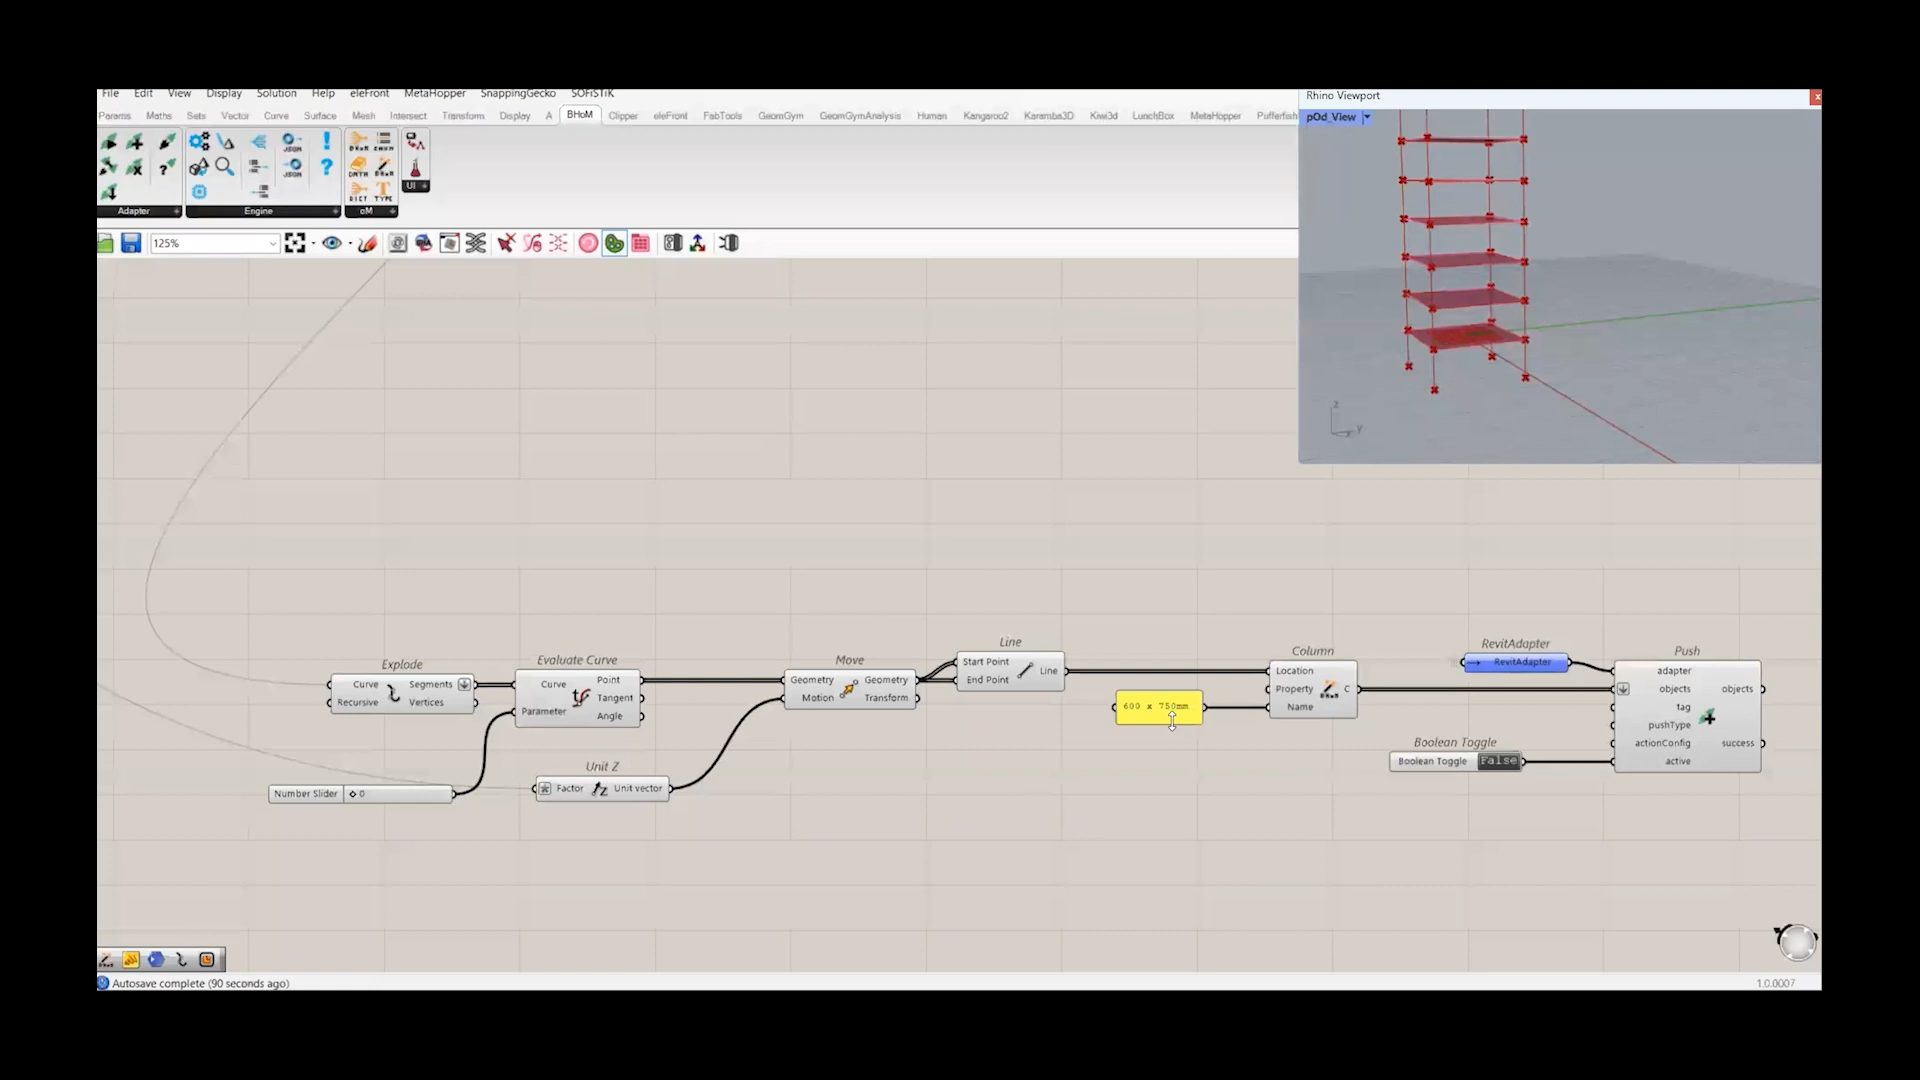 File Edit View Display Solution Help eleFront MetaHopper SnappingGecko SOFiSTiK
Rhino Viewport
Params Maths Sets Vector Curve Surface Mesh Intersect Transform Display A BHoM Clipper eleFront FabTools GeomGym GeomGymAnalysis Human Kangaroo2 Karamba3D Kiwi3d LunchBox MetaHopper Pufferfish
pOd_View
JSON
JSON
DATA
DICT TYPE
UI
Adapter
Engine
oM
125%
z
Y
Line
Start Point
End Point
Line
Explode
Curve
Recursive
Segments
Vertices
Evaluate Curve
Curve
Parameter
Point
Tangent
Angle
Move
Geometry
Motion
Geometry
Transform
Column
Location
Property
Name
C
600 x 750mm
RevitAdapter
RevitAdapter
Push
adapter
objects
tag
pushType
actionConfig
active
objects
success
Boolean Toggle
Boolean Toggle False
Unit Z
Factor
Unit vector
Number Slider 0
Autosave complete (90 seconds ago)
1.0.0007